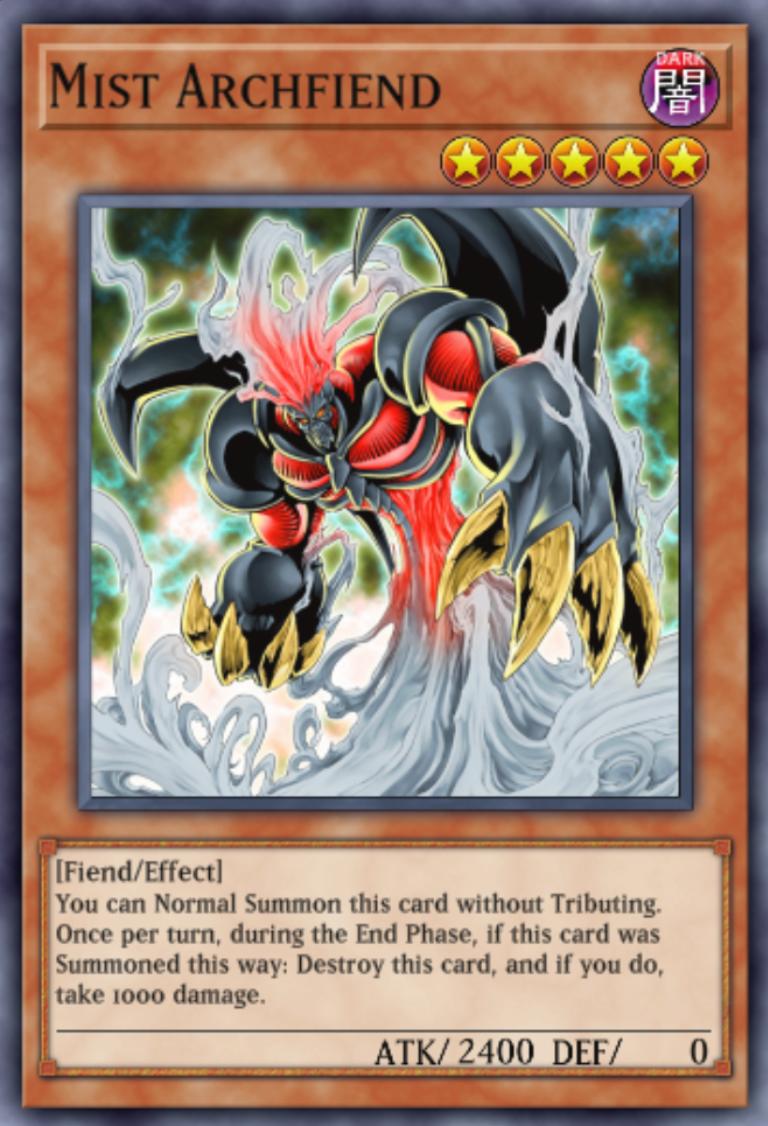 Mist Archfiend
DARK
闇
[Fiend/Effect]
You can Normal Summon this card without Tributing.
Once per turn, during the End Phase, if this card was
Summoned this way: Destroy this card, and if you do,
take 1000 damage.
ATK/ 2400 DEF/ 0